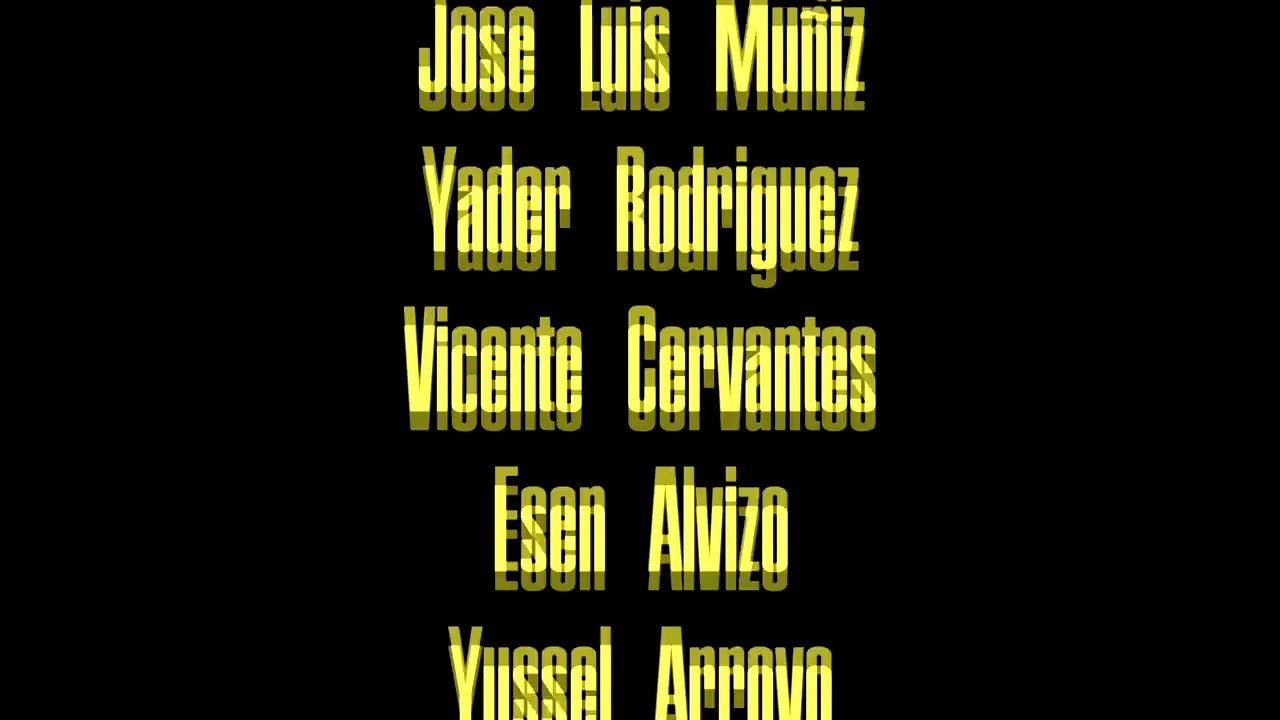 Jose Luis Muñiz
Yader Rodriguez
Vicente Cervantes
Esen Alvizo
Yussel Arroyo